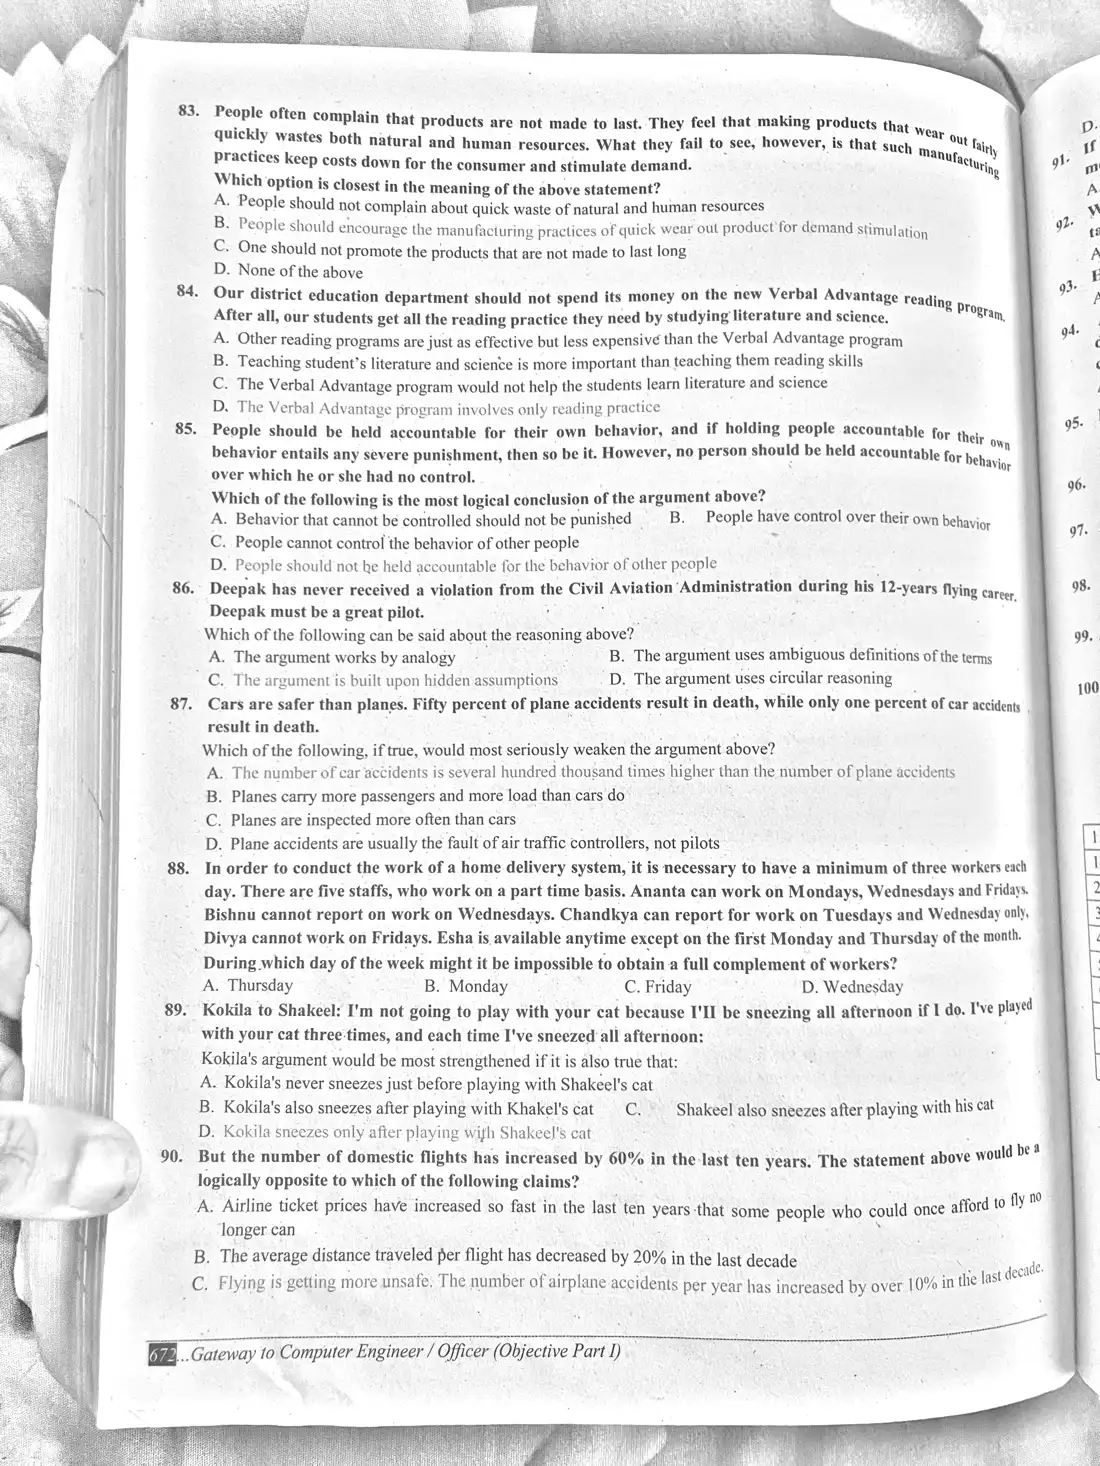 83. People often complain that products are not made to last. They feel that making products that wear out fairly
quickly wastes both natural and human resources. What they fail to see, however, is that such manufacturing
practices keep costs down for the consumer and stimulate demand.
Which option is closest in the meaning of the above statement?
A. People should not complain about quick waste of natural and human resources
B. People should encourage the manufacturing practices of quick wear out product for demand stimulation
C. One should not promote the products that are not made to last long
D. None of the above
84. Our district education department should not spend its money on the new Verbal Advantage reading program.
After all, our students get all the reading practice they need by studying literature and science.
A. Other reading programs are just as effective but less expensive than the Verbal Advantage program
B. Teaching student's literature and science is more important than teaching them reading skills
C. The Verbal Advantage program would not help the students learn literature and science
D. The Verbal Advantage program involves only reading practice
85. People should be held accountable for their own behavior, and if holding people accountable for their own
behavior entails any severe punishment, then so be it. However, no person should be held accountable for behavior
over which he or she had no control.
Which of the following is the most logical conclusion of the argument above?
A. Behavior that cannot be controlled should not be punished B. People have control over their own behavior
C. People cannot control the behavior of other people
D. People should not be held accountable for the behavior of other people
86. Deepak has never received a violation from the Civil Aviation Administration during his 12-years flying career.
Deepak must be a great pilot.
Which of the following can be said about the reasoning above?
A. The argument works by analogy B. The argument uses ambiguous definitions of the terms
C. The argument is built upon hidden assumptions D. The argument uses circular reasoning
87. Cars are safer than planes. Fifty percent of plane accidents result in death, while only one percent of car accidents
result in death.
Which of the following, if true, would most seriously weaken the argument above?
A. The number of car accidents is several hundred thousand times higher than the number of plane accidents
B. Planes carry more passengers and more load than cars do
C. Planes are inspected more often than cars
D. Plane accidents are usually the fault of air traffic controllers, not pilots
88. In order to conduct the work of a home delivery system, it is necessary to have a minimum of three workers each
day. There are five staffs, who work on a part time basis. Ananta can work on Mondays, Wednesdays and Fridays.
Bishnu cannot report on work on Wednesdays. Chandkya can report for work on Tuesdays and Wednesday only,
Divya cannot work on Fridays. Esha is available anytime except on the first Monday and Thursday of the month.
During which day of the week might it be impossible to obtain a full complement of workers?
A. Thursday B. Monday C. Friday D. Wednesday
89. Kokila to Shakeel: I'm not going to play with your cat because I'II be sneezing all afternoon if I do. I've played
with your cat three times, and each time I've sneezed all afternoon:
Kokila's argument would be most strengthened if it is also true that:
A. Kokila's never sneezes just before playing with Shakeel's cat
B. Kokila's also sneezes after playing with Khakel's cat C. Shakeel also sneezes after playing with his cat
D. Kokila sneezes only after playing with Shakeel's cat
90. But the number of domestic flights has increased by 60% in the last ten years. The statement above would be a
logically opposite to which of the following claims?
A. Airline ticket prices have increased so fast in the last ten years that some people who could once afford to fly no
longer can
B. The average distance traveled per flight has decreased by 20% in the last decade
C. Flying is getting more unsafe. The number of airplane accidents per year has increased by over 10% in the last decade.
672...Gateway to Computer Engineer / Officer (Objective Part I)
D.
91. If
92.
93.
94.
95.
96.
97.
98.
99.
100